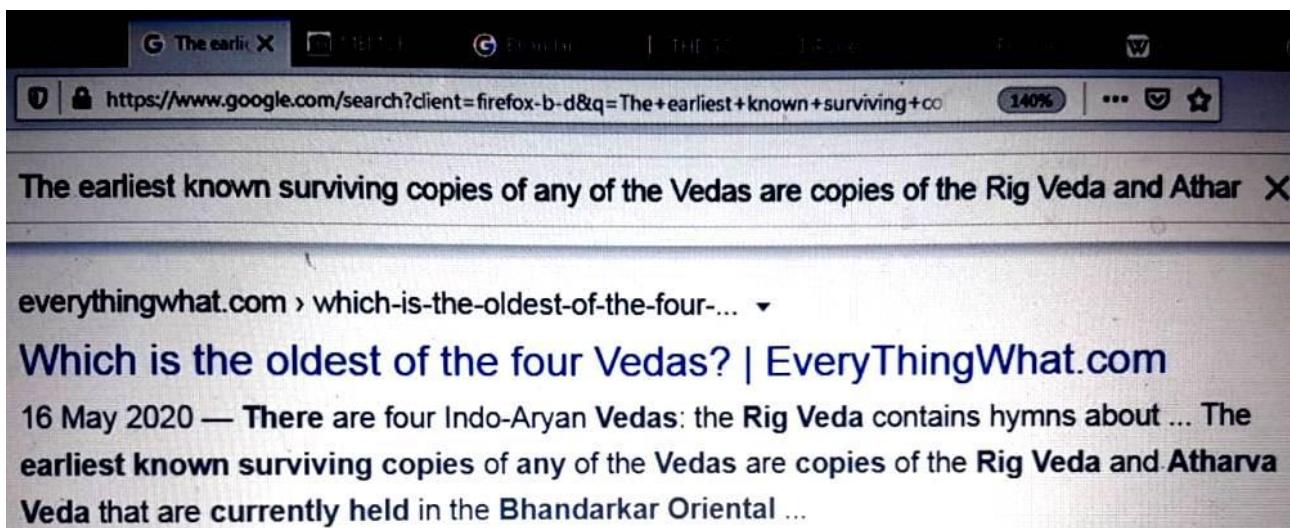 The earlie
https://www.google.com/search?client=firefox-b-d&q=The+earliest+known+surviving+co 140%
The earliest known surviving copies of any of the Vedas are copies of the Rig Veda and Athar
everythingwhat.com › which-is-the-oldest-of-the-four-...
Which is the oldest of the four Vedas? | EveryThingWhat.com
16 May 2020 — There are four Indo-Aryan Vedas: the Rig Veda contains hymns about ... The
earliest known surviving copies of any of the Vedas are copies of the Rig Veda and Atharva
Veda that are currently held in the Bhandarkar Oriental ...